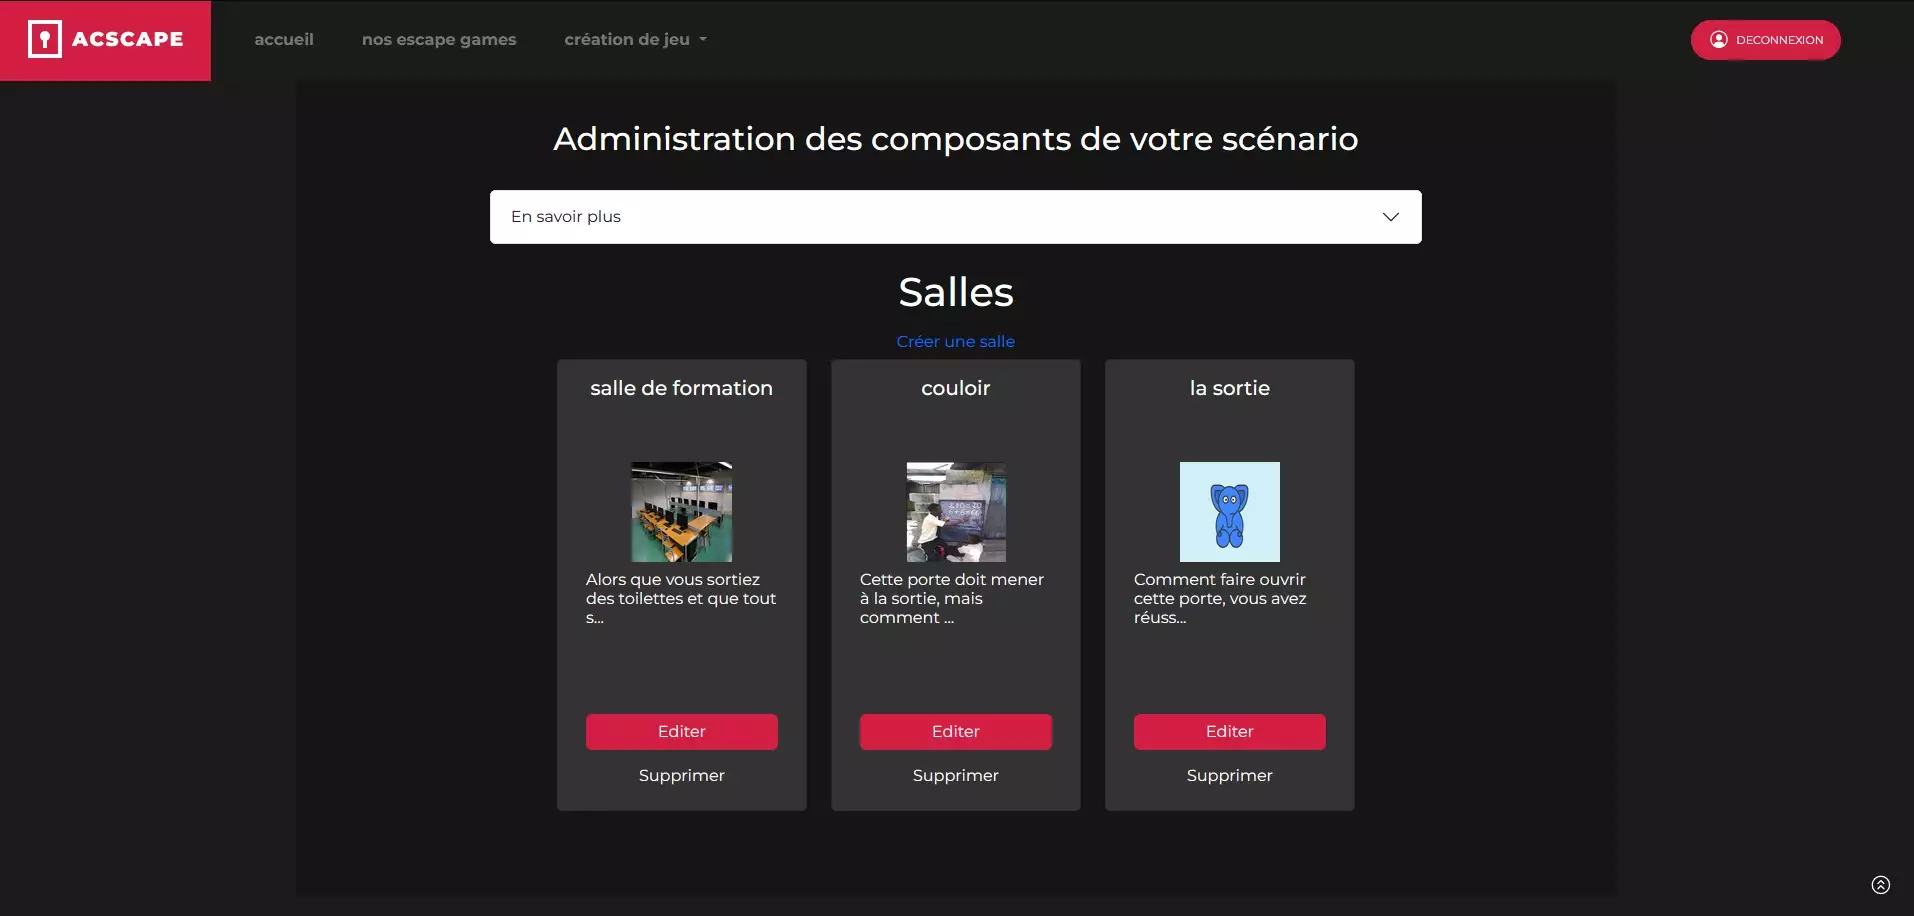 ACSCAPE
accueil
nos escape games
création de jeu
DECONNEXION
Administration des composants de votre scénario
En savoir plus
Salles
Créer une salle
salle de formation
Alors que vous sortiez
des toilettes et que tout
s...
Editer
Supprimer
couloir
Cette porte doit mener
à la sortie, mais
comment ...
Editer
Supprimer
la sortie
Comment faire ouvrir
cette porte, vous avez
réuss...
Editer
Supprimer